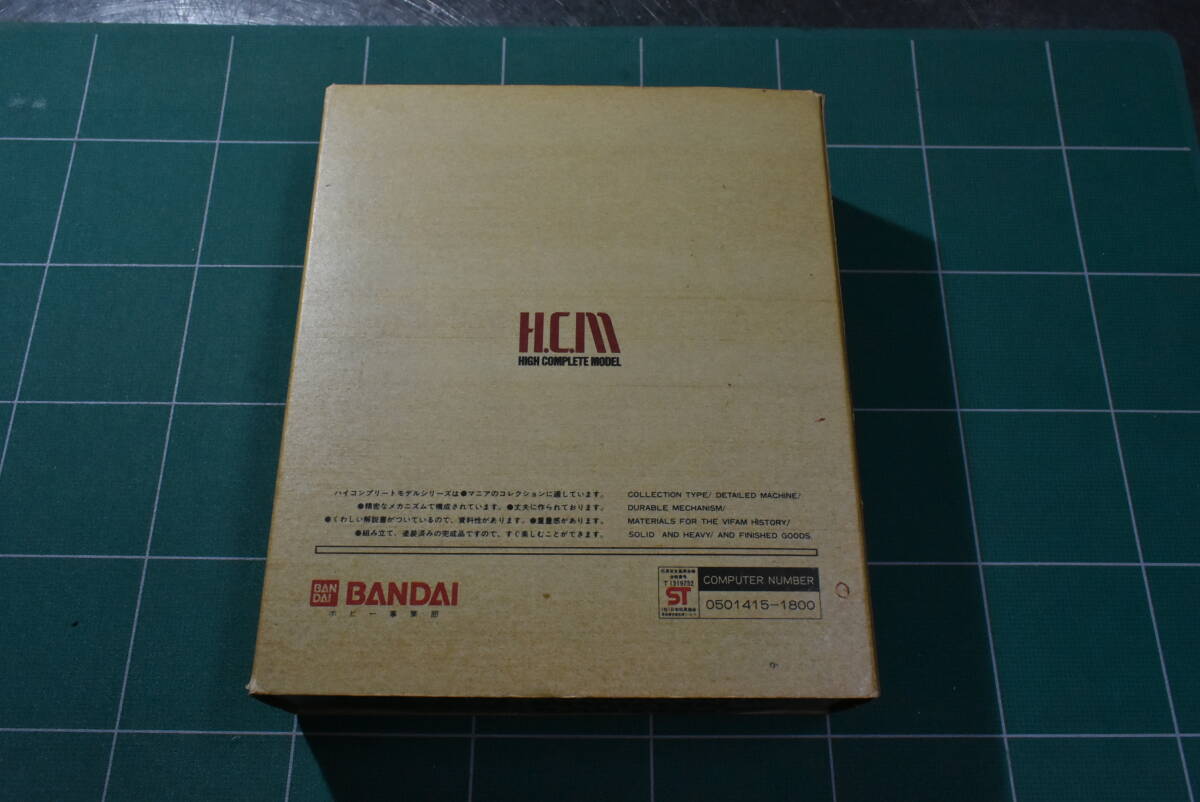 H.C.M
HIGH COMPLETE MODEL
ハイコンプリートモデルシリーズは●マニアのコレクションに適しています。
●精密なメカニズムで構成されています。●丈夫に作られております。
●くわしい解説書がついているので、資料性があります。●重量感があります。
●組み立て、塗装済みの完成品ですので、すぐ楽しむことができます。
COLLECTION TYPE/ DETAILED MACHINE/
DURABLE MECHANISM/
MATERIALS FOR THE VIFAM HISTORY/
SOLID AND HEAVY/ AND FINISHED GOODS.
BAN
DAI
BANDAI
ホビー事業部
T1319752
ST
COMPUTER NUMBER
0501415-1800